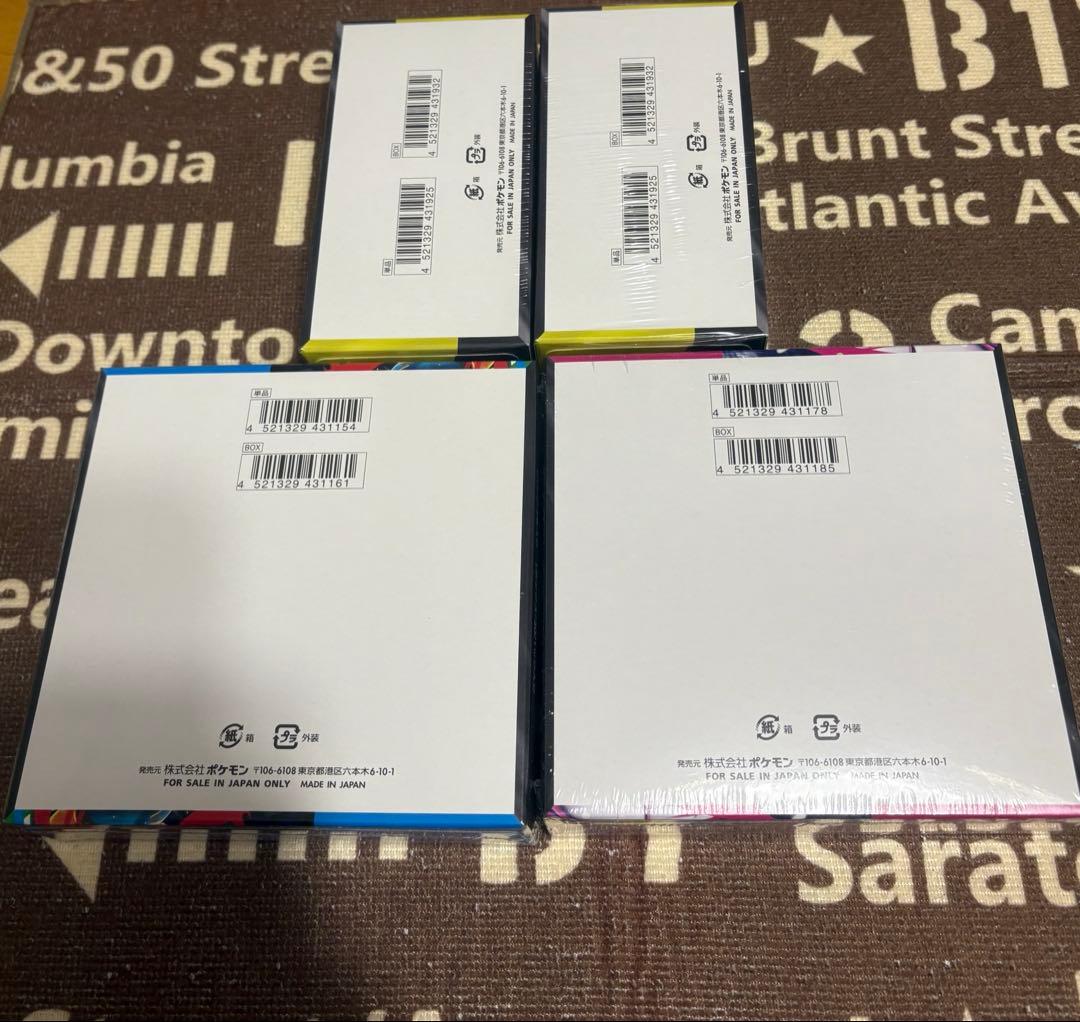 &50 Stre
U ★ B1
lumbia
Brunt Stre
tlantic Av
Downto
Can
mi
ro
ea
Sarat
BOX
4 521329 431932
単品
4 521329 431925
紙 箱
プラ 外装
発売元 株式会社ポケモン 〒106-6108 東京都港区六本木6-10-1
FOR SALE IN JAPAN ONLY MADE IN JAPAN
BOX
4 521329 431932
単品
4 521329 431925
紙 箱
プラ 外装
発売元 株式会社ポケモン 〒106-6108 東京都港区六本木6-10-1
FOR SALE IN JAPAN ONLY MADE IN JAPAN
単品
4 521329 431154
BOX
4 521329 431161
紙 箱 プラ 外装
発売元 株式会社ポケモン 〒106-6108 東京都港区六本木6-10-1
FOR SALE IN JAPAN ONLY MADE IN JAPAN
単品
4 521329 431178
BOX
4 521329 431185
紙 箱 プラ 外装
発売元 株式会社ポケモン 〒106-6108 東京都港区六本木6-10-1
FOR SALE IN JAPAN ONLY MADE IN JAPAN